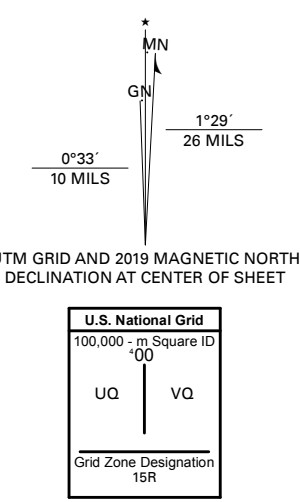 ★
MN
GN
1°29´
26 MILS
0°33´
10 MILS
UTM GRID AND 2019 MAGNETIC NORTH
DECLINATION AT CENTER OF SHEET
U.S. National Grid
100,000 - m Square ID
⁴00
UQ VQ
Grid Zone Designation
15R